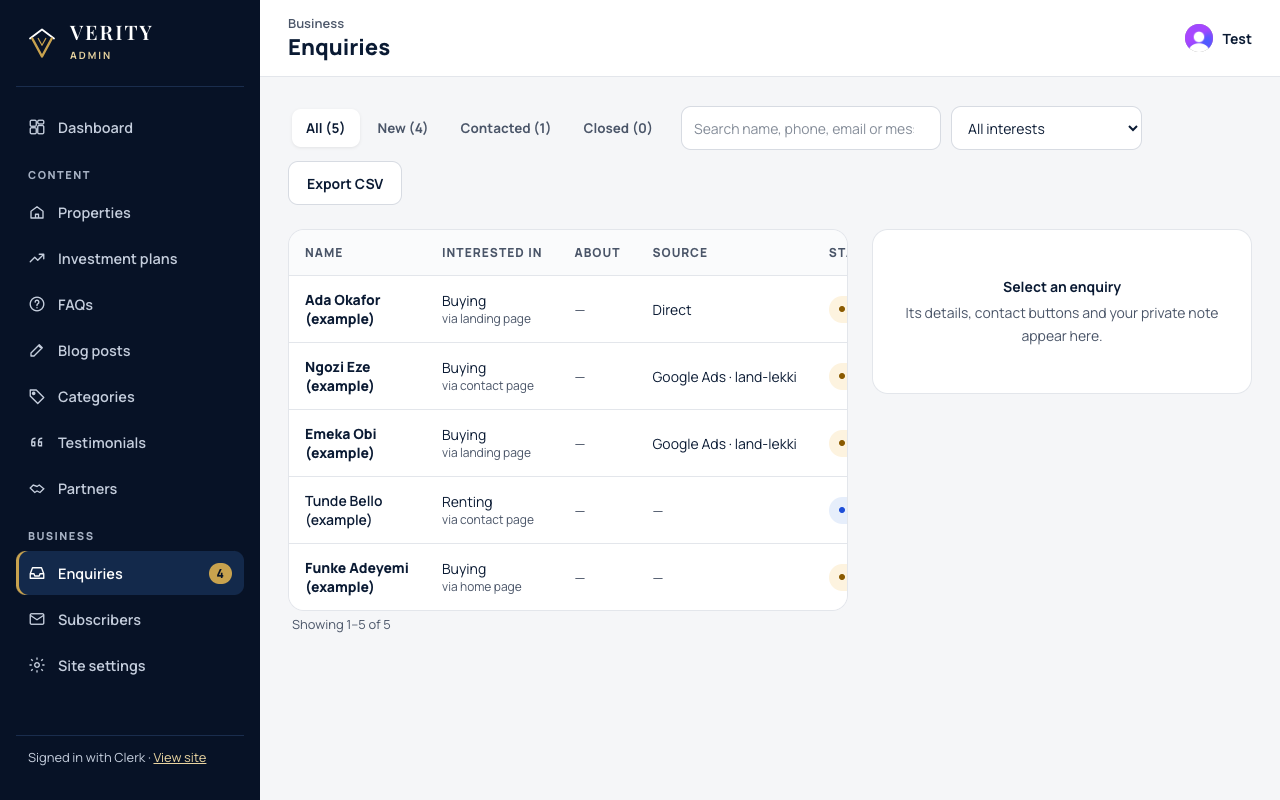 VERITY
ADMIN
Dashboard
CONTENT
Properties
Investment plans
FAQs
Blog posts
Categories
Testimonials
Partners
BUSINESS
Enquiries 4
Subscribers
Site settings
Signed in with Clerk · View site
Business
Enquiries
Test
All (5) New (4) Contacted (1) Closed (0) Search name, phone, email or mes All interests
Export CSV
NAME INTERESTED IN ABOUT SOURCE
Ada Okafor (example) Buying via landing page — Direct
Ngozi Eze (example) Buying via contact page — Google Ads · land-lekki
Emeka Obi (example) Buying via landing page — Google Ads · land-lekki
Tunde Bello (example) Renting via contact page — —
Funke Adeyemi (example) Buying via home page — —
Showing 1–5 of 5
Select an enquiry
Its details, contact buttons and your private note
appear here.